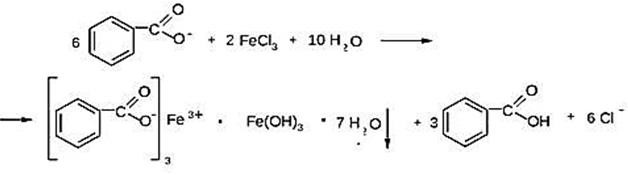 6 C O O⁻ + 2 FeCl₃ + 10 H₂O
[ C O O⁻ ]₃ Fe³⁺ · Fe(OH)₃ · 7 H₂O + 3 C O OH + 6 Cl⁻